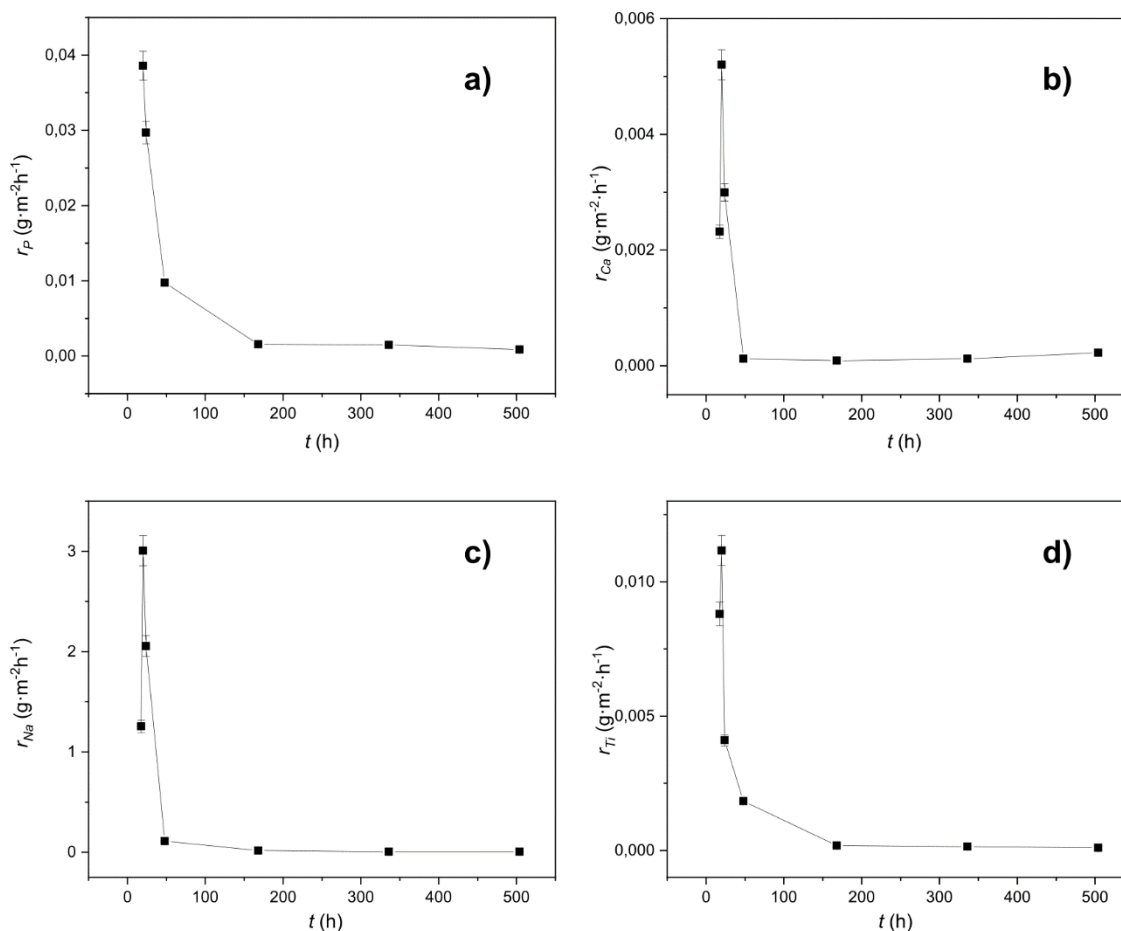 a)
0,04
0,03
0,02
0,01
0,00
r_P (g·m⁻²h⁻¹)
0 100 200 300 400 500
t (h)
b)
0,006
0,004
0,002
0,000
r_Ca (g·m⁻²·h⁻¹)
0 100 200 300 400 500
t (h)
c)
3
2
1
0
r_Na (g·m⁻²h⁻¹)
0 100 200 300 400 500
t (h)
d)
0,010
0,005
0,000
r_Ti (g·m⁻²·h⁻¹)
0 100 200 300 400 500
t (h)